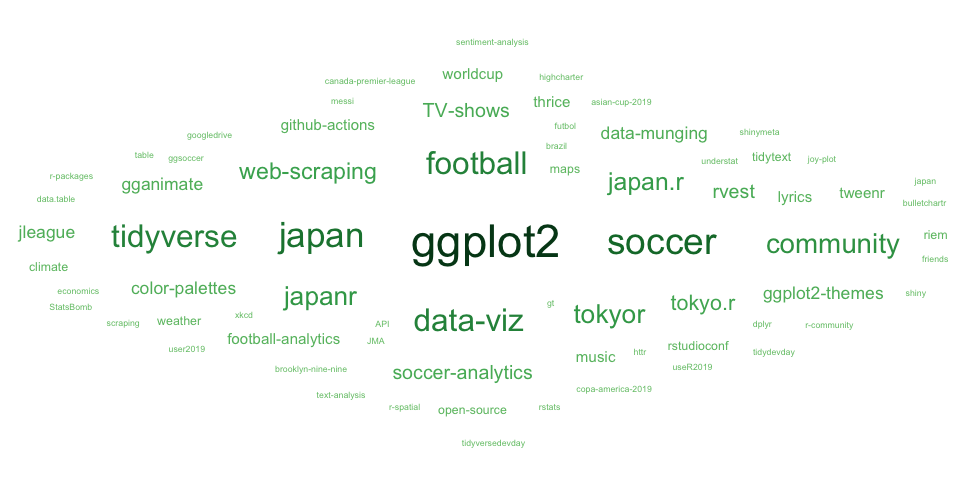 sentiment-analysis
worldcup
canada-premier-league
highcharter
messi
TV-shows
thrice
asian-cup-2019
github-actions
futbol
data-munging
shinymeta
googledrive
table
ggsoccer
web-scraping
football
brazil
maps
understat
tidytext
joy-plot
r-packages
gganimate
japan.r
rvest
lyrics
tweenr
japan
data.table
bulletchartr
jleague
tidyverse
japan
ggplot2
soccer
community
riem
climate
friends
economics
color-palettes
japanr
gt
tokyo.r
ggplot2-themes
shiny
StatsBomb
scraping
weather
xkcd
API
data-viz
tokyor
dplyr
r-community
user2019
football-analytics
JMA
music
httr
rstudioconf
tidydevday
brooklyn-nine-nine
soccer-analytics
useR2019
text-analysis
copa-america-2019
r-spatial
open-source
rstats
tidyversedevday